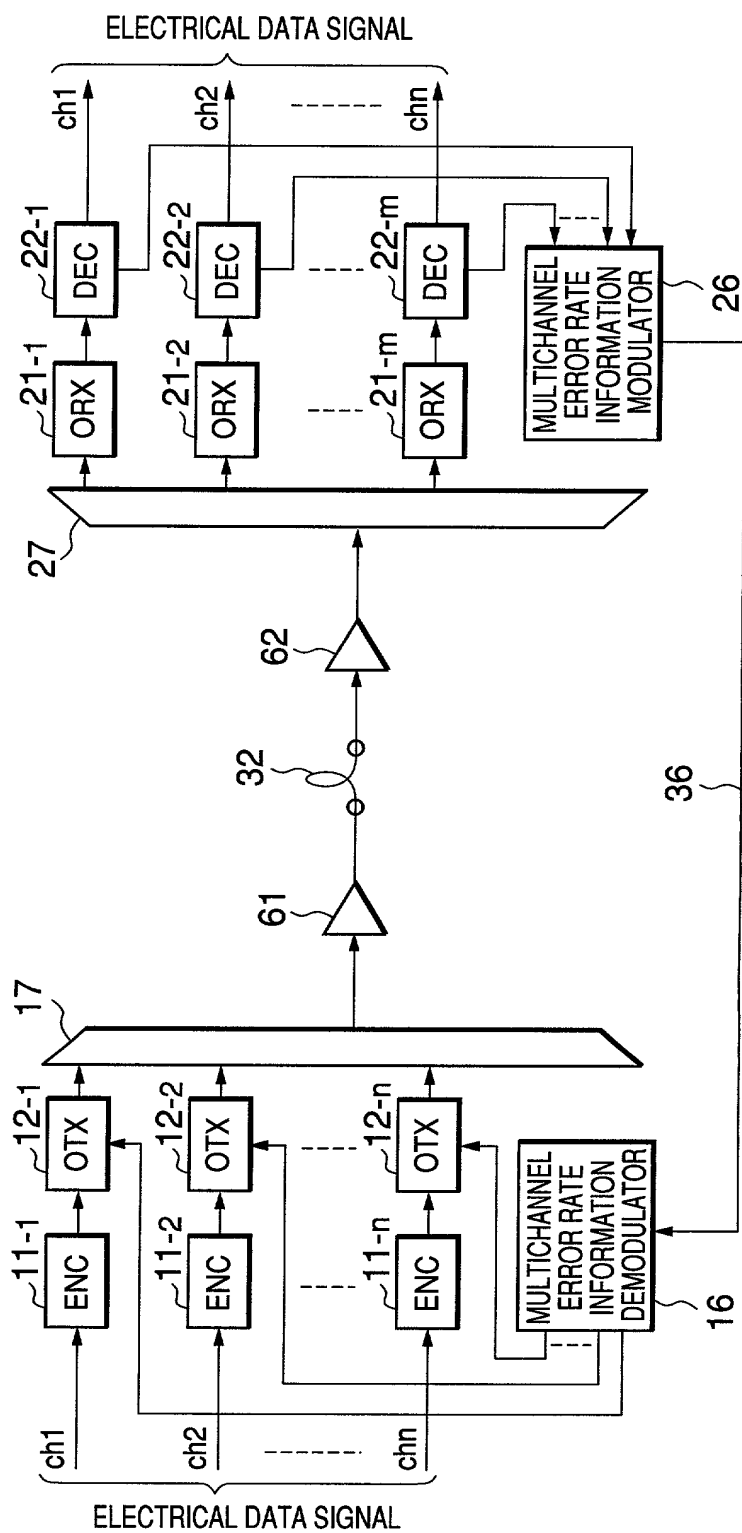 ELECTRICAL DATA SIGNAL
ch1
11-1
ENC
12-1
OTX
ch2
11-2
ENC
12-2
OTX
chn
11-n
ENC
12-n
OTX
MULTICHANNEL
ERROR RATE
INFORMATION
DEMODULATOR
16
17
61
32
62
36
27
21-1
ORX
22-1
DEC
ch1
21-2
ORX
22-2
DEC
ch2
21-m
ORX
22-m
DEC
chn
ELECTRICAL DATA SIGNAL
MULTICHANNEL
ERROR RATE
INFORMATION
MODULATOR
26